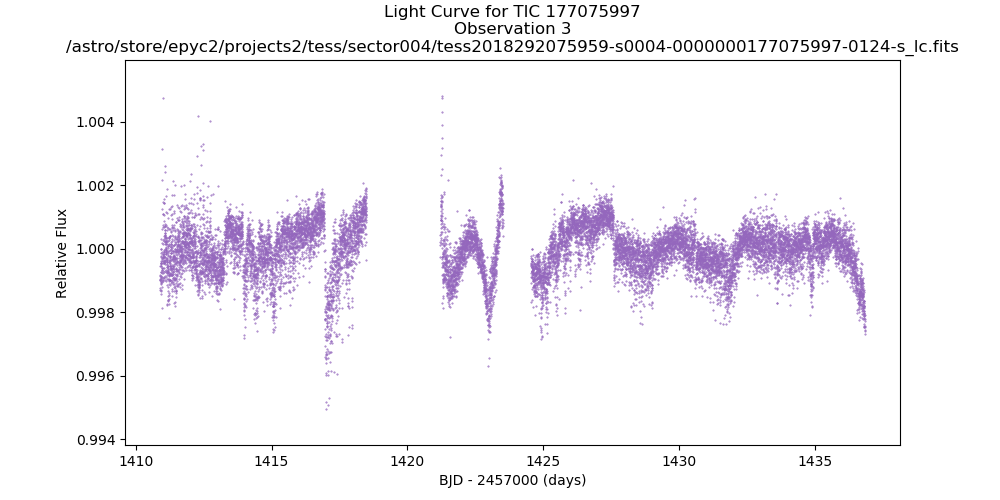 Light Curve for TIC 177075997
Observation 3
/astro/store/epyc2/projects2/tess/sector004/tess2018292075959-s0004-0000000177075997-0124-s_lc.fits
1.004
1.002
1.000
0.998
0.996
0.994
Relative Flux
1410
1415
1420
1425
1430
1435
BJD - 2457000 (days)